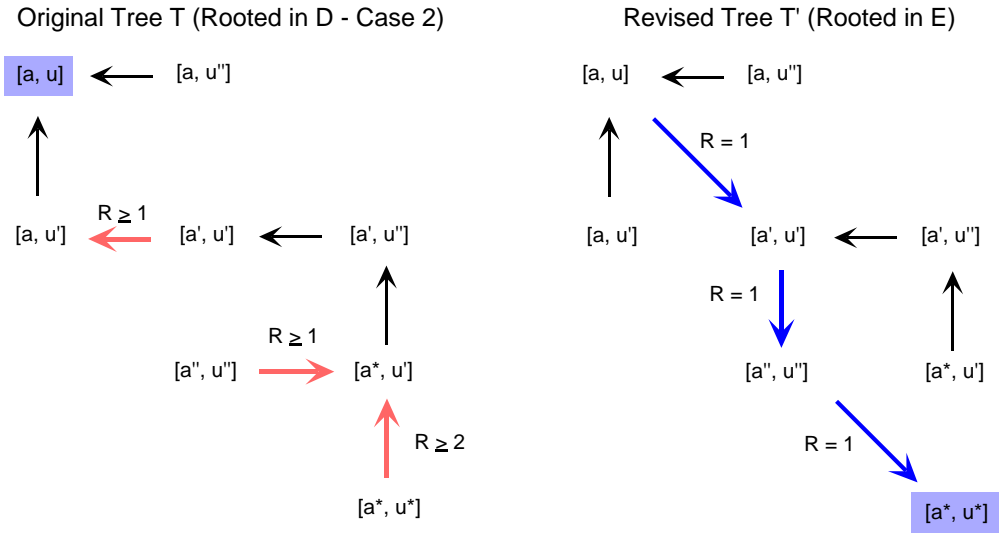 Original Tree T (Rooted in D - Case 2)
[a, u]
[a, u"]
[a, u']
R ≥ 1
[a', u']
[a', u"]
R ≥ 1
[a", u"]
[a*, u']
R ≥ 2
[a*, u*]
Revised Tree T' (Rooted in E)
[a, u]
[a, u"]
R = 1
[a, u']
[a', u']
[a', u"]
R = 1
[a", u"]
[a*, u']
R = 1
[a*, u*]